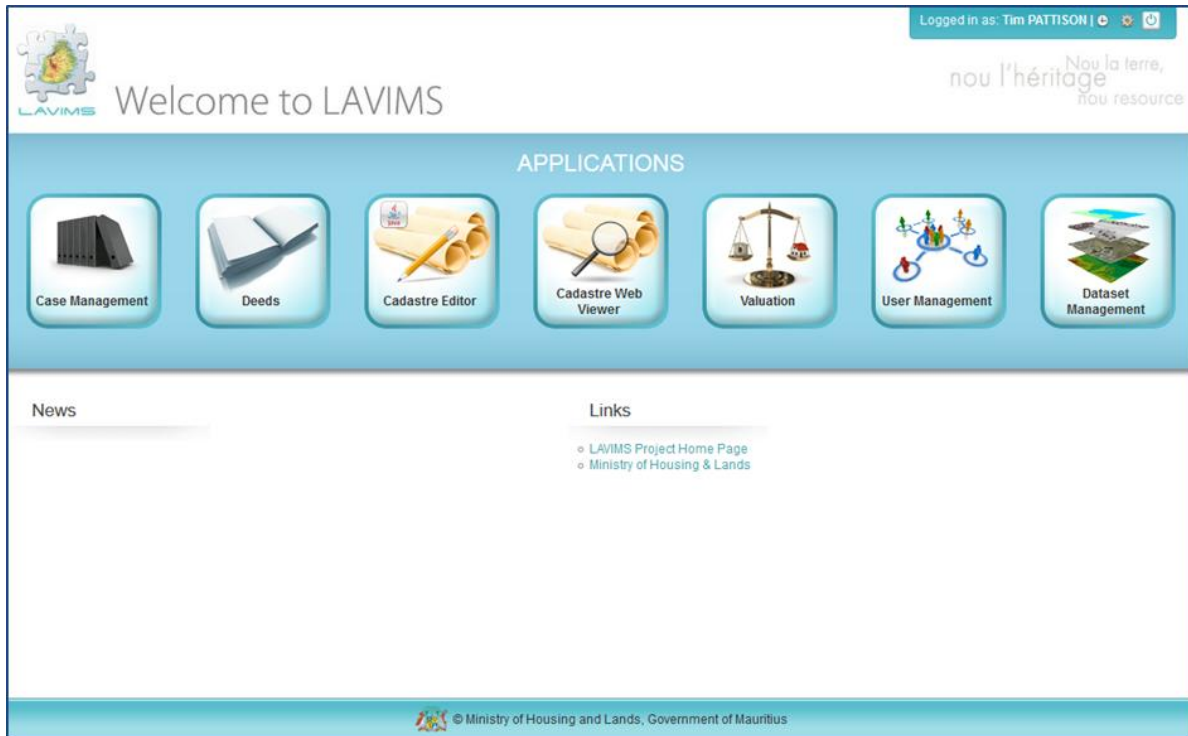 Logged in as: Tim PATTISON |
LAVIMS
Welcome to LAVIMS
Nou la terre,
nou l'héritage
nou resource
APPLICATIONS
Case Management
Deeds
Java
Cadastre Editor
Cadastre Web
Viewer
Valuation
User Management
Dataset
Management
News
Links
LAVIMS Project Home Page
Ministry of Housing & Lands
© Ministry of Housing and Lands, Government of Mauritius